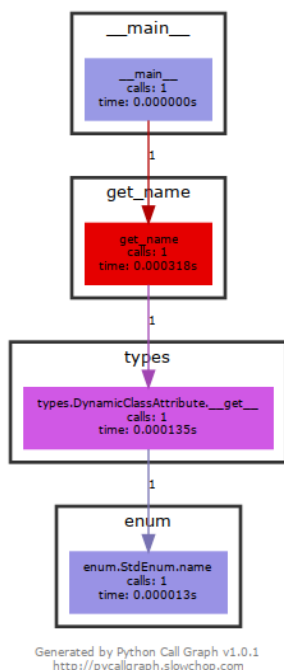 __main__
__main__
calls: 1
time: 0.000000s
1
get_name
get_name
calls: 1
time: 0.000318s
1
types
types.DynamicClassAttribute.__get__
calls: 1
time: 0.000135s
1
enum
enum.StdEnum.name
calls: 1
time: 0.000013s
Generated by Python Call Graph v1.0.1
http://pycallgraph.slowchop.com